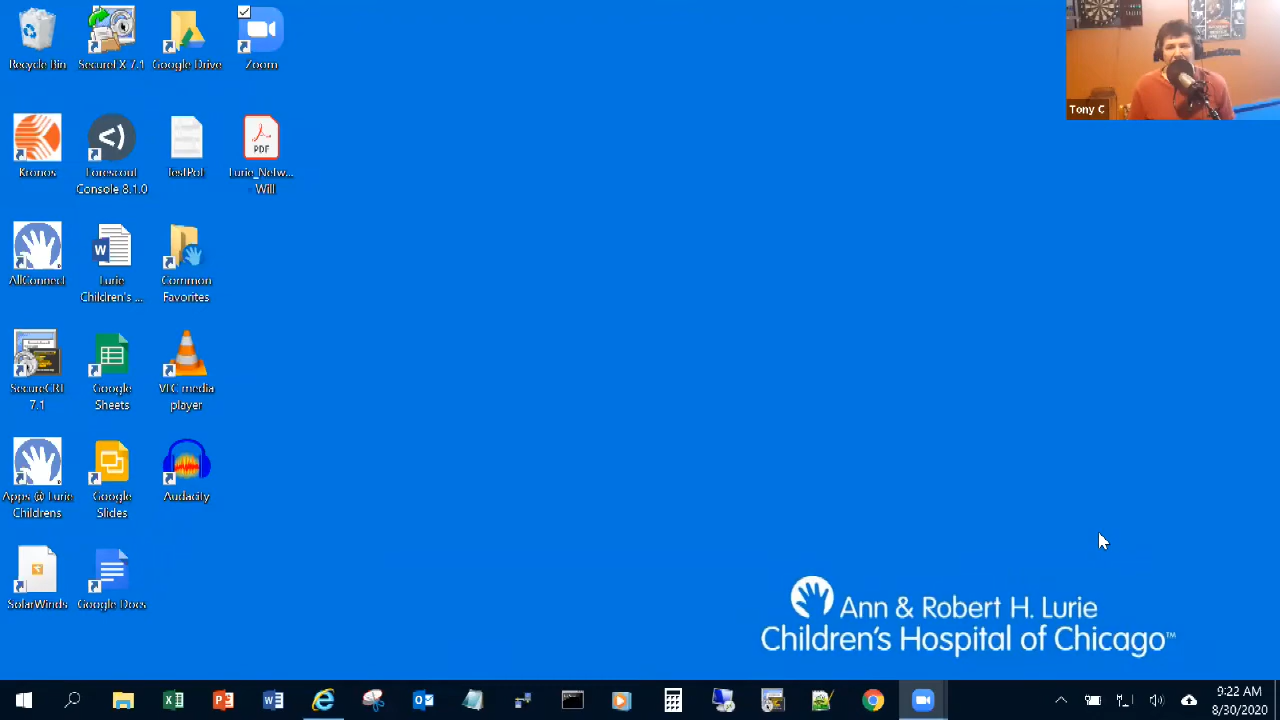 Recycle Bin
SecureFX 7.1
Google Drive
Zoom
Tony C
Kronos
Forescout
Console 8.1.0
TestPot
PDF
Lurie_Netw...
Will
AllConnect
Lurie
Children's ...
Common
Favorites
SecureCRT
7.1
Google
Sheets
VLC media
player
Apps @ Lurie
Childrens
Google
Slides
Audacity
SolarWinds
Google Docs
Ann & Robert H. Lurie
Children's Hospital of Chicago™
9:22 AM
8/30/2020